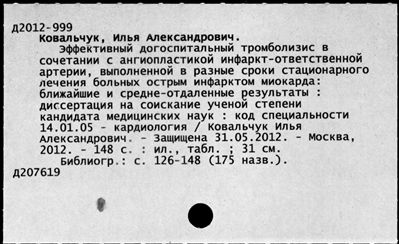 Д2012-999
Ковальчук, Илья Александрович.
Эффективный догоспитальный тромболизис в
сочетании с ангиопластикой инфаркт-ответственной
артерии, выполненной в разные сроки стационарного
лечения больных острым инфарктом миокарда:
ближайшие и средне-отдаленные результаты :
диссертация на соискание ученой степени
кандидата медицинских наук : код специальности
14.01.05 - кардиология / Ковальчук Илья
Александрович. - Защищена 31.05.2012. - Москва,
2012. - 148 с. : ил., табл. ; 31 см.
Библиогр.: с. 126-148 (175 назв.).
Д207619